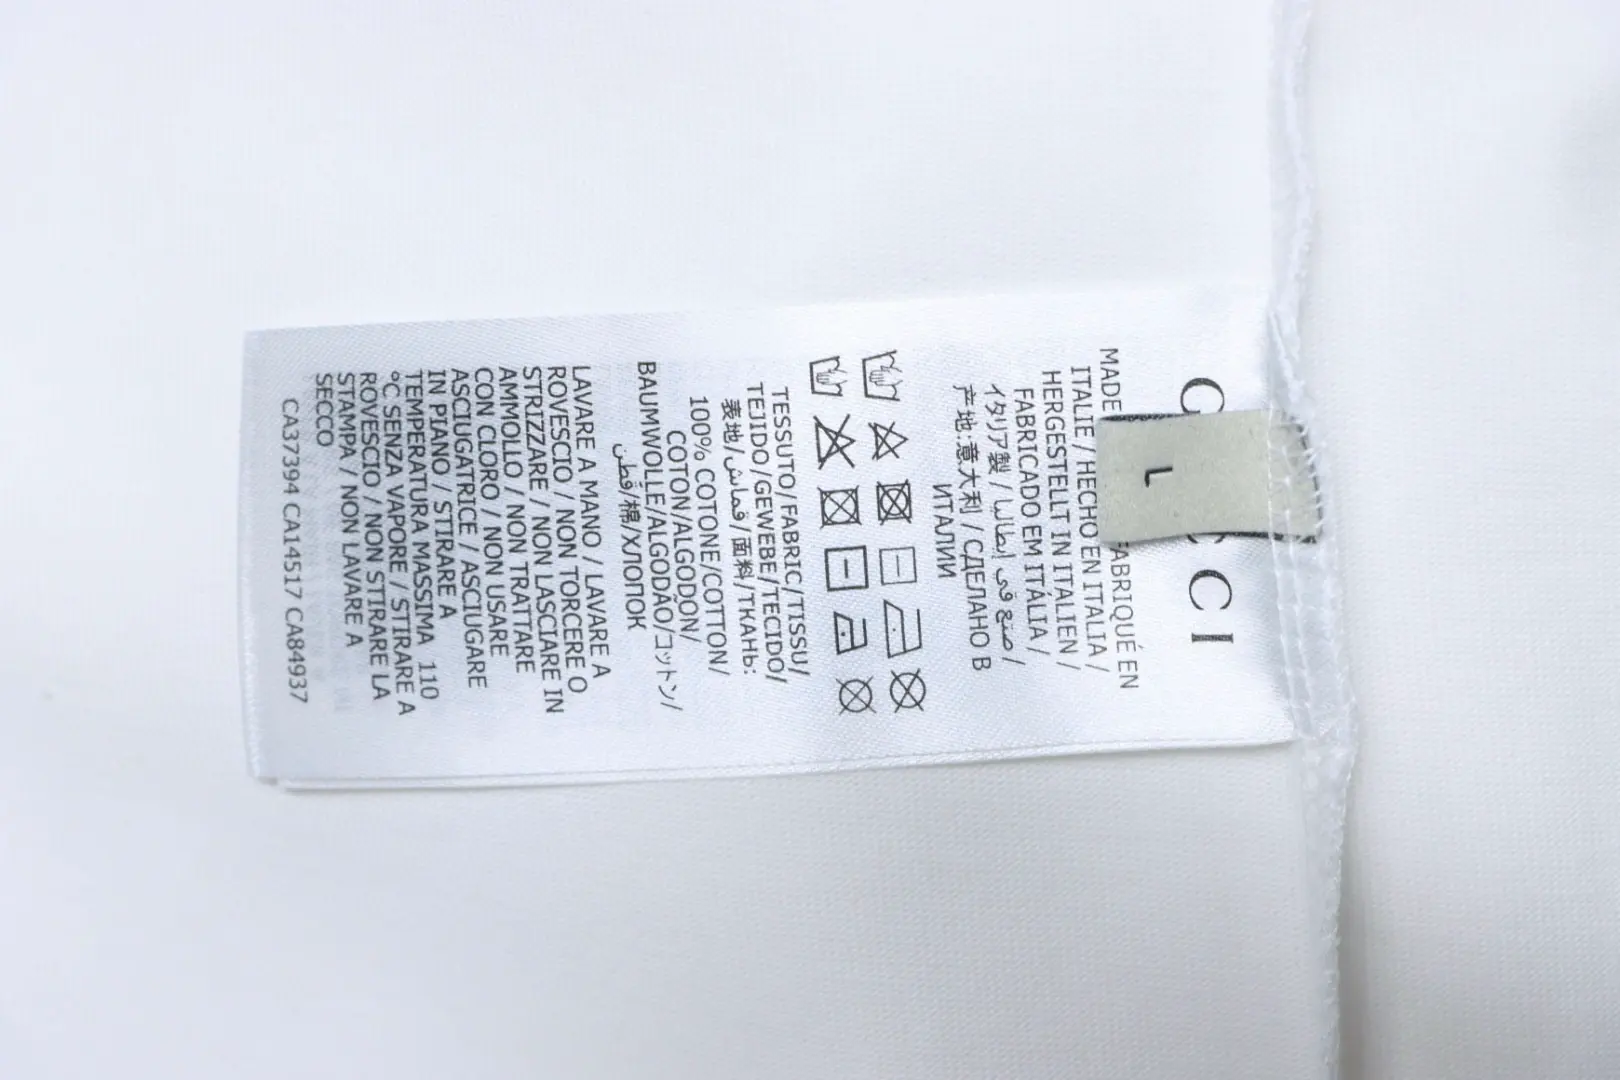 G CCI
L
MADE FABRIQUÉ EN
ITALIE / HECHO EN ITALIA /
HERGESTELLT IN ITALIEN /
FABRICADO EM ITÁLIA /
イタリア製 / صنع في إيطاليا /
产地:意大利 / СДЕЛАНО В
ИТАЛИИ
TESSUTO/FABRIC/TISSU/
TEJIDO/GEWEBE/TECIDO/
表地/قماش/面料/ТКАНЬ:
100% COTONE/COTTON/
COTON/ALGODON/
BAUMWOLLE/ALGODÃO/コットン/
قطن/棉/ХЛОПОК
LAVARE A MANO / LAVARE A
ROVESCIO / NON TORCERE O
STRIZZARE / NON LASCIARE IN
AMMOLLO / NON TRATTARE
CON CLORO / NON USARE
ASCIUGATRICE / ASCIUGARE
IN PIANO / STIRARE A
TEMPERATURA MASSIMA 110
°C SENZA VAPORE / STIRARE A
ROVESCIO / NON STIRARE LA
STAMPA / NON LAVARE A
SECCO
CA37394 CA14517 CA84937